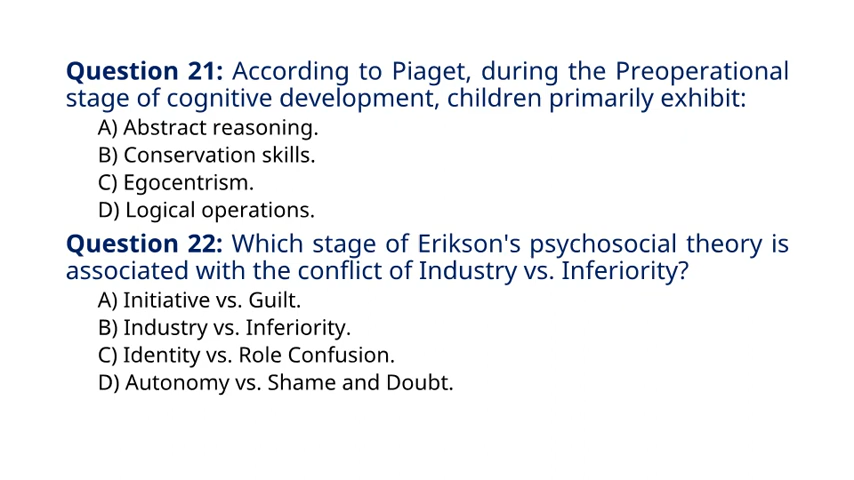 Question 21: According to Piaget, during the Preoperational
stage of cognitive development, children primarily exhibit:
A) Abstract reasoning.
B) Conservation skills.
C) Egocentrism.
D) Logical operations.
Question 22: Which stage of Erikson's psychosocial theory is
associated with the conflict of Industry vs. Inferiority?
A) Initiative vs. Guilt.
B) Industry vs. Inferiority.
C) Identity vs. Role Confusion.
D) Autonomy vs. Shame and Doubt.